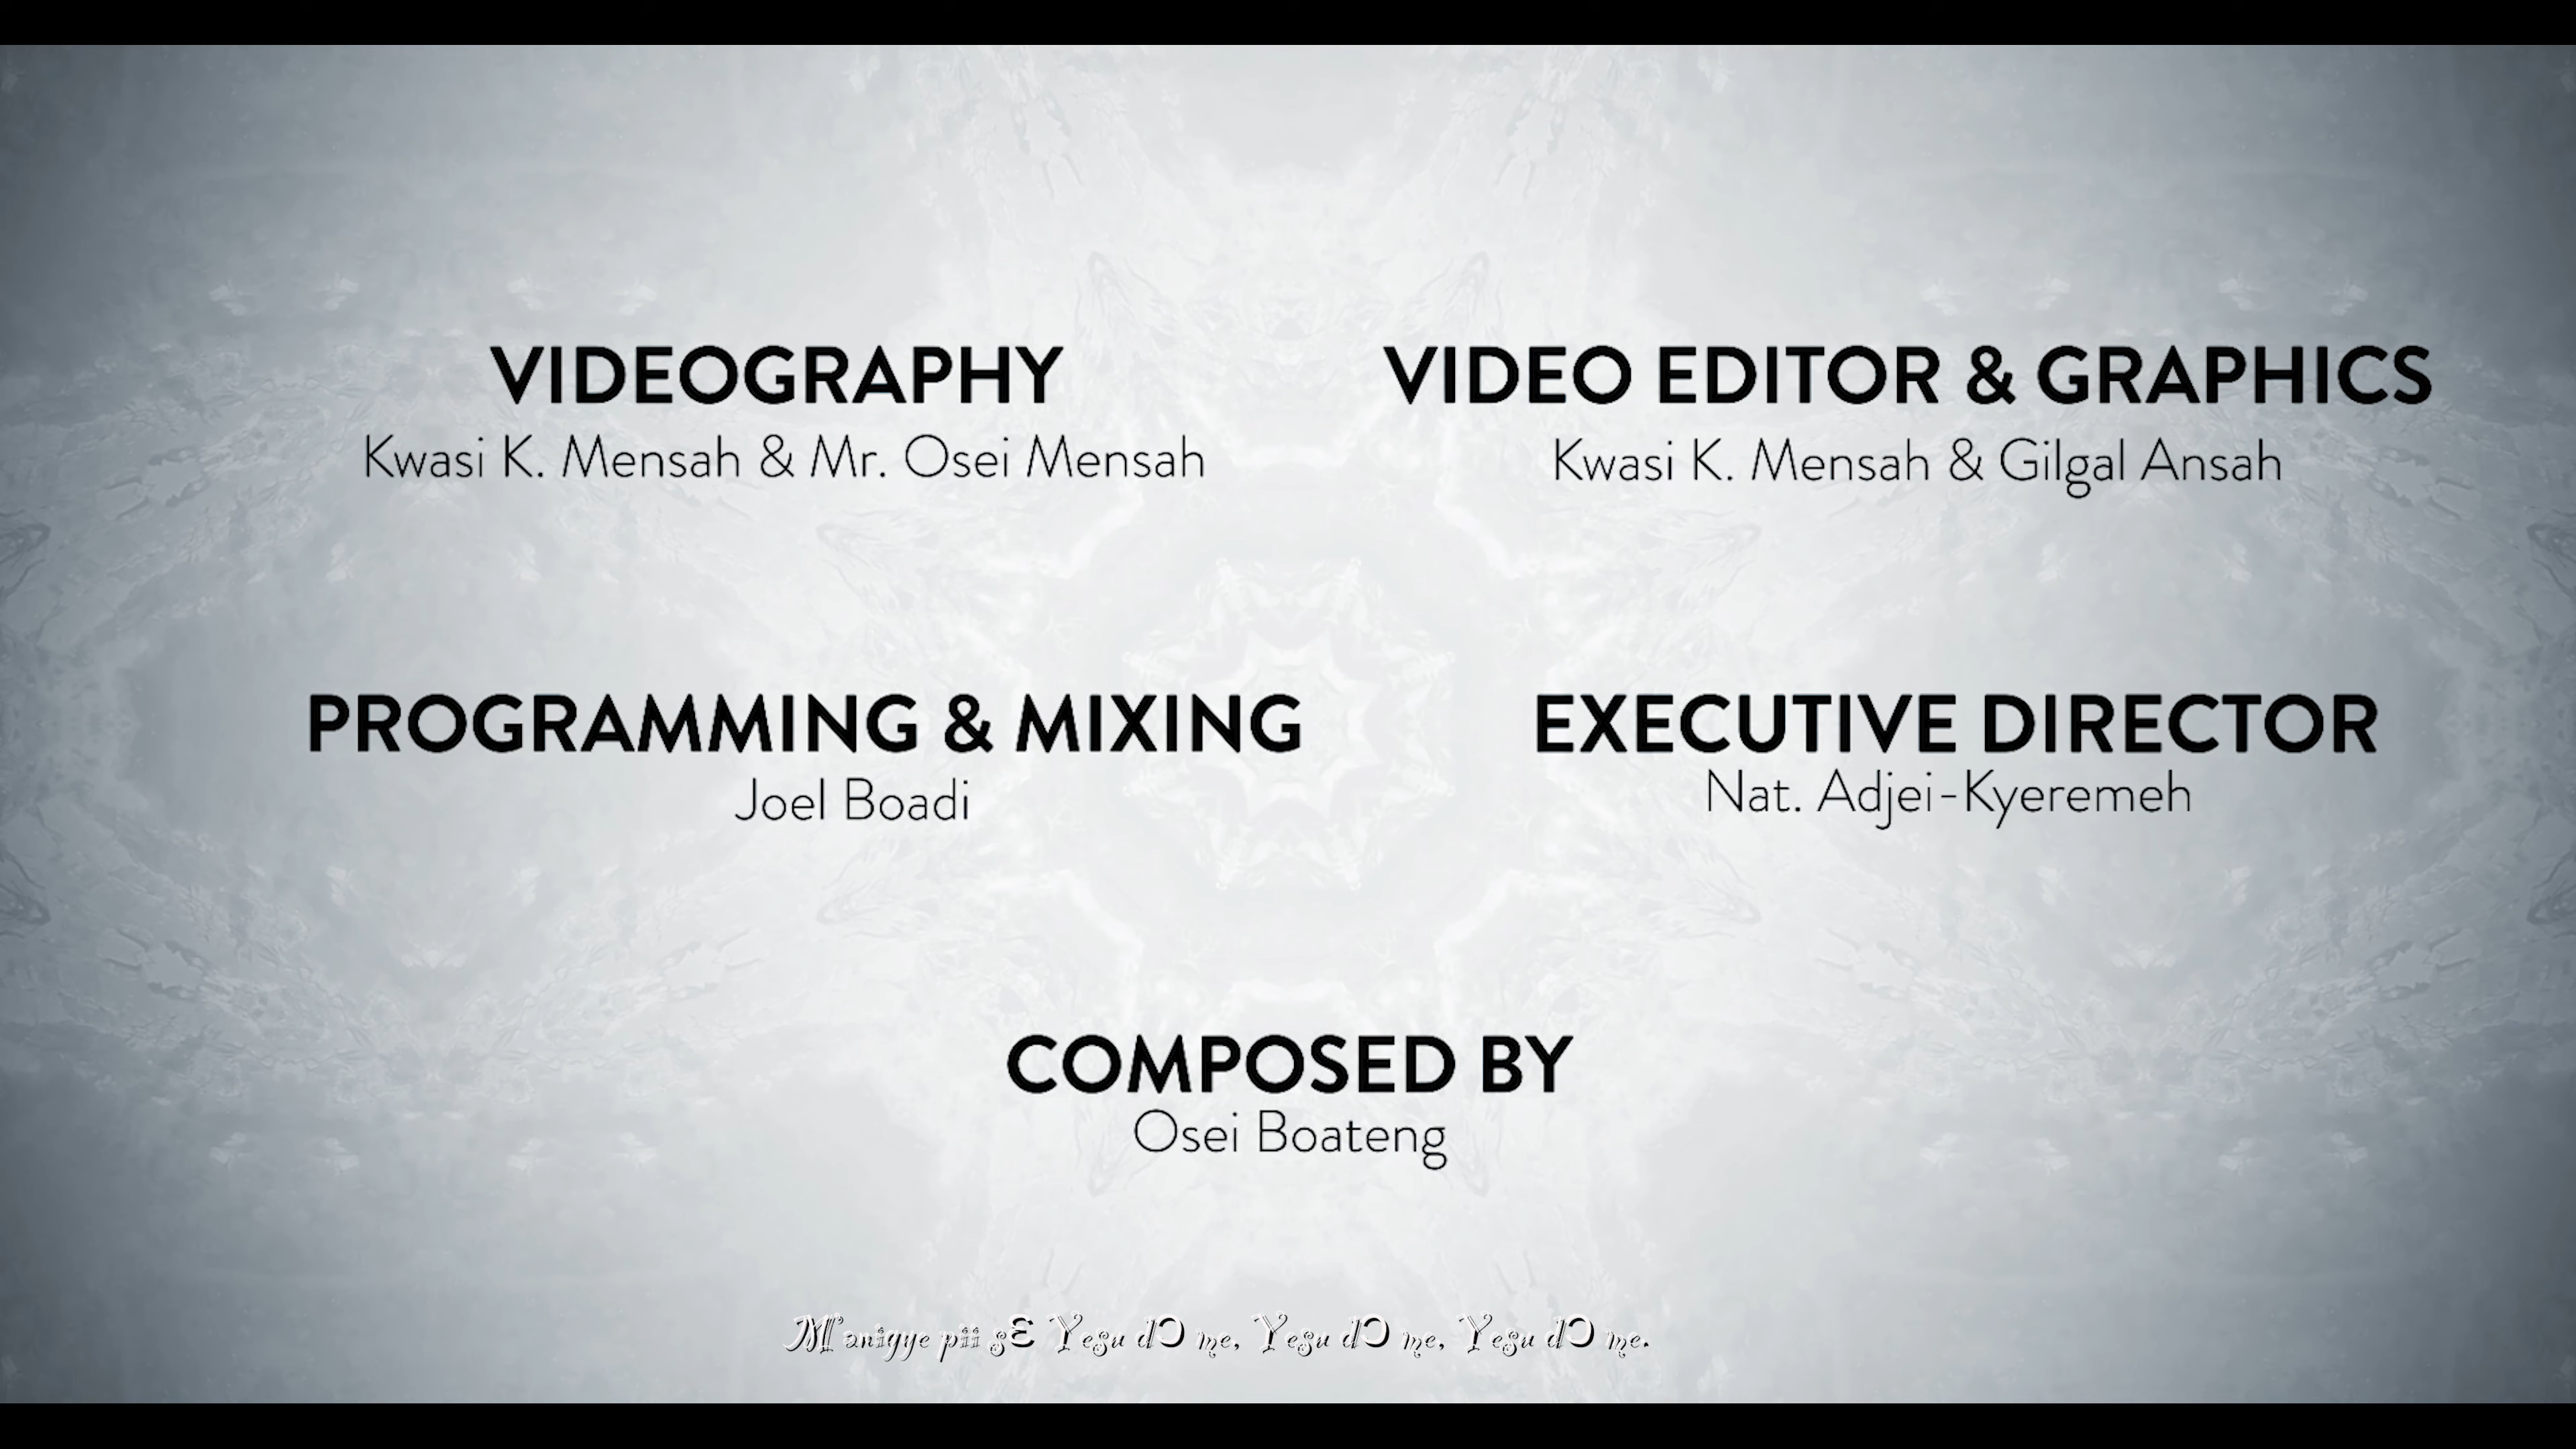 VIDEOGRAPHY
Kwasi K. Mensah & Mr. Osei Mensah
VIDEO EDITOR & GRAPHICS
Kwasi K. Mensah & Gilgal Ansah
PROGRAMMING & MIXING
Joel Boadi
EXECUTIVE DIRECTOR
Nat. Adjei-Kyeremeh
COMPOSED BY
Osei Boateng
M'anigye pii sƐ Yesu dƆ me, Yesu dƆ me, Yesu dƆ me.